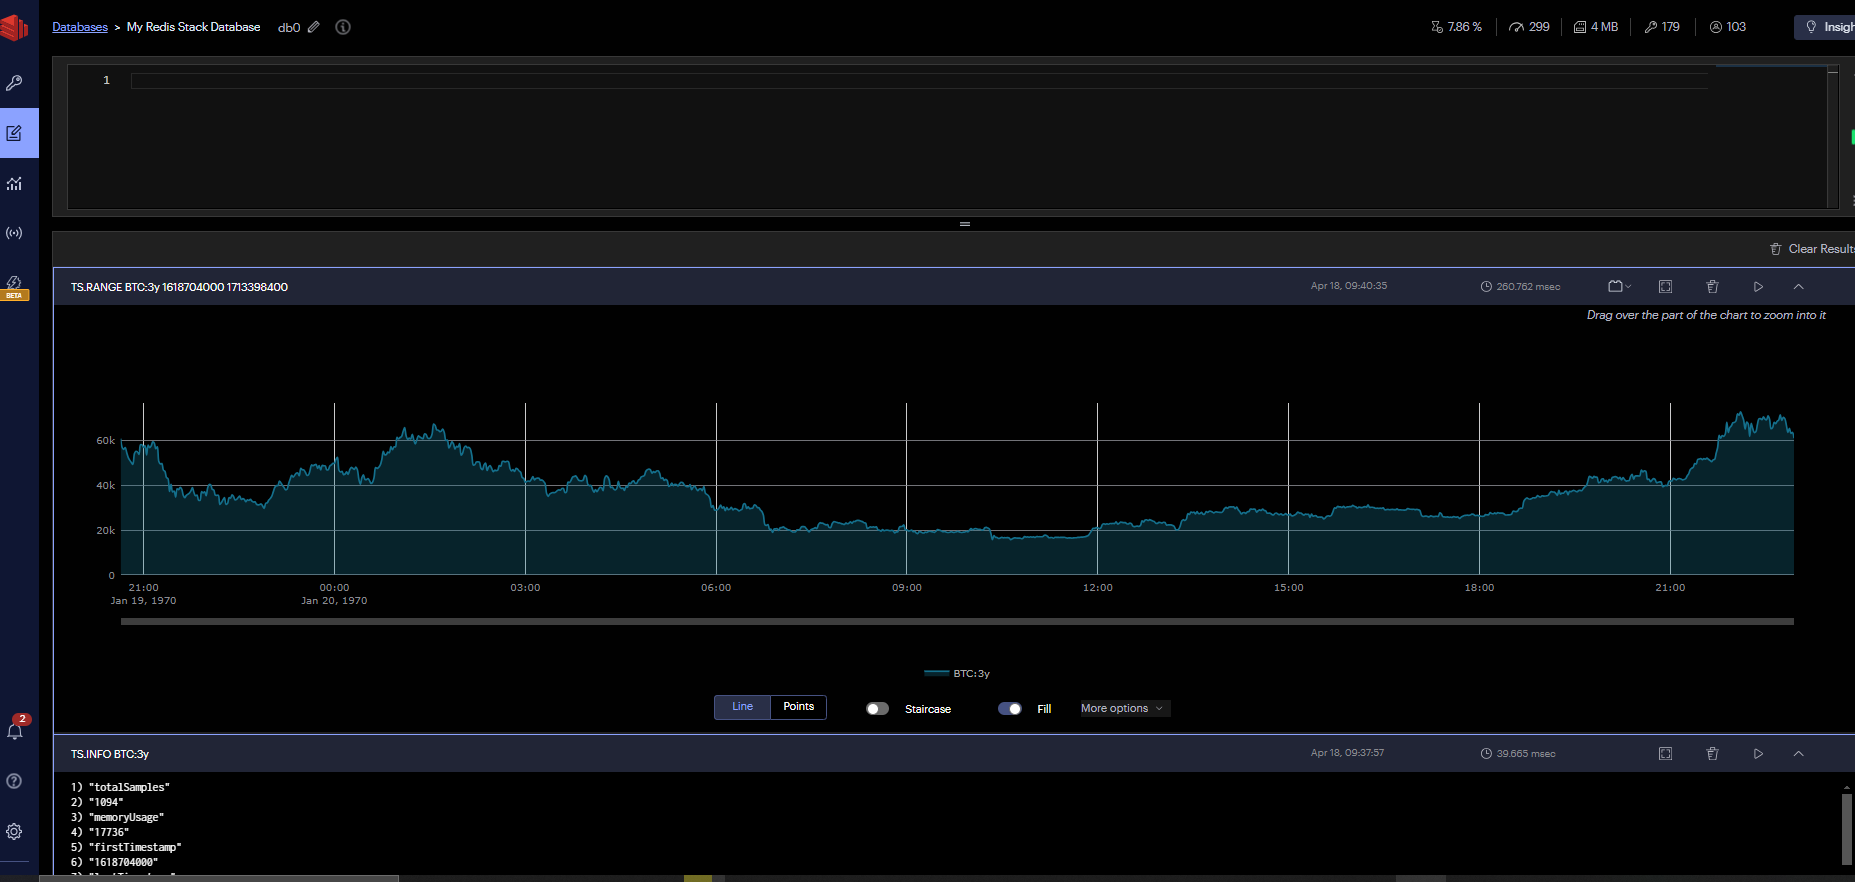 Databases > My Redis Stack Database db0 7.86 % 299 4 MB 179 103 Insigh
1
BETA
Clear Results
TS.RANGE BTC:3y 1618704000 1713398400 Apr 18, 09:40:35 260.762 msec
Drag over the part of the chart to zoom into it
60k
40k
20k
0
21:00 00:00 03:00 06:00 09:00 12:00 15:00 18:00 21:00
Jan 19, 1970 Jan 20, 1970
BTC:3y
Line Points Staircase Fill More options
2
TS.INFO BTC:3y Apr 18, 09:37:57 39.665 msec
1) "totalSamples"
2) "1094"
3) "memoryUsage"
4) "17736"
5) "firstTimestamp"
6) "1618704000"